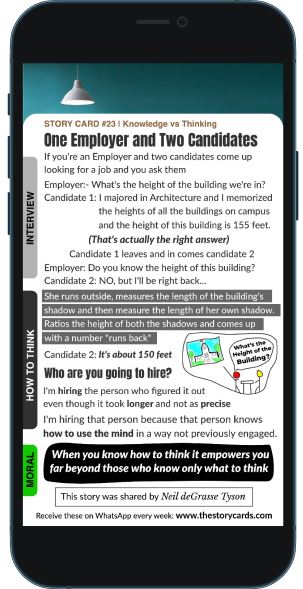 STORY CARD #23 | Knowledge vs Thinking
One Employer and Two Candidates
If you're an Employer and two candidates come up
looking for a job and you ask them
INTERVIEW
Employer:- What's the height of the building we're in?
Candidate 1: I majored in Architecture and I memorized
the heights of all the buildings on campus
and the height of this building is 155 feet.
(That's actually the right answer)
Candidate 1 leaves and in comes candidate 2
Employer: Do you know the height of this building?
Candidate 2: NO, but I'll be right back...
HOW TO THINK
She runs outside, measures the length of the building's
shadow and then measure the length of her own shadow.
Ratios the height of both the shadows and comes up
with a number "runs back"
Candidate 2: It's about 150 feet
What's the
Height of the
Building?
Who are you going to hire?
I'm hiring the person who figured it out
even though it took longer and not as precise
I'm hiring that person because that person knows
how to use the mind in a way not previously engaged.
MORAL
When you know how to think it empowers you
far beyond those who know only what to think
This story was shared by Neil deGrasse Tyson
Receive these on WhatsApp every week: www.thestorycards.com